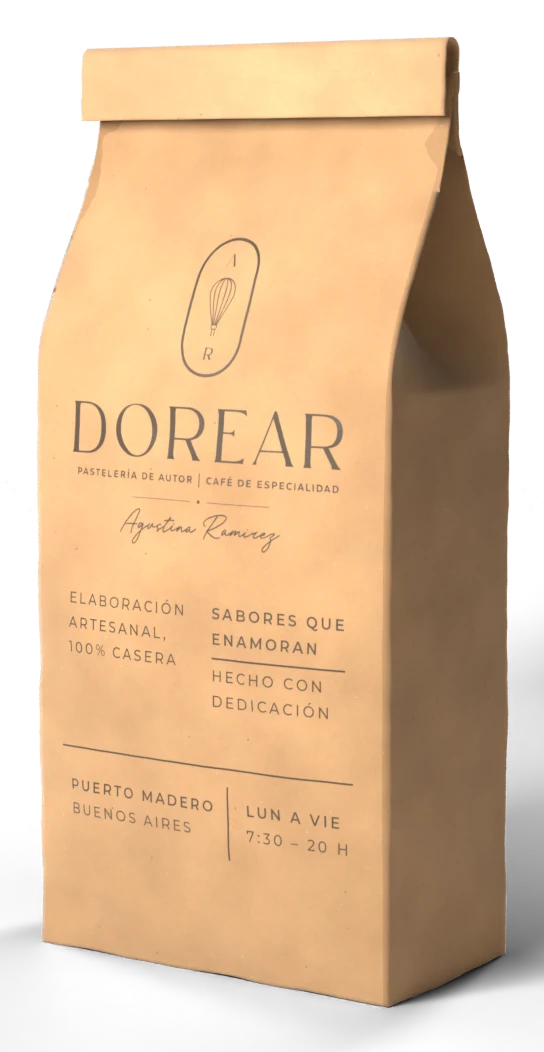 A
R
DOREAR
PASTELERÍA DE AUTOR | CAFÉ DE ESPECIALIDAD
Agustina Ramirez
ELABORACIÓN
ARTESANAL,
100% CASERA
SABORES QUE
ENAMORAN
HECHO CON
DEDICACIÓN
PUERTO MADERO
BUENOS AIRES
LUN A VIE
7:30 – 20 H